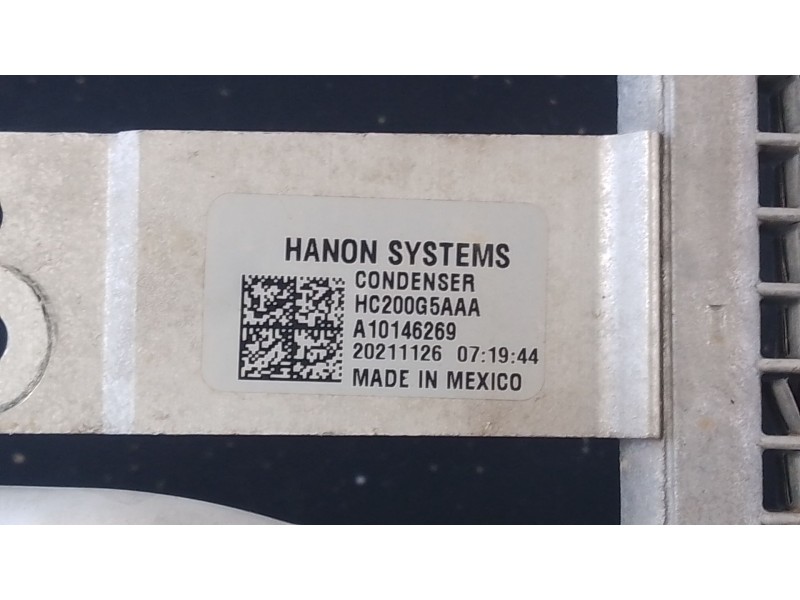 HANON SYSTEMS
CONDENSER
HC200G5AAA
A10146269
20211126 07:19:44
MADE IN MEXICO